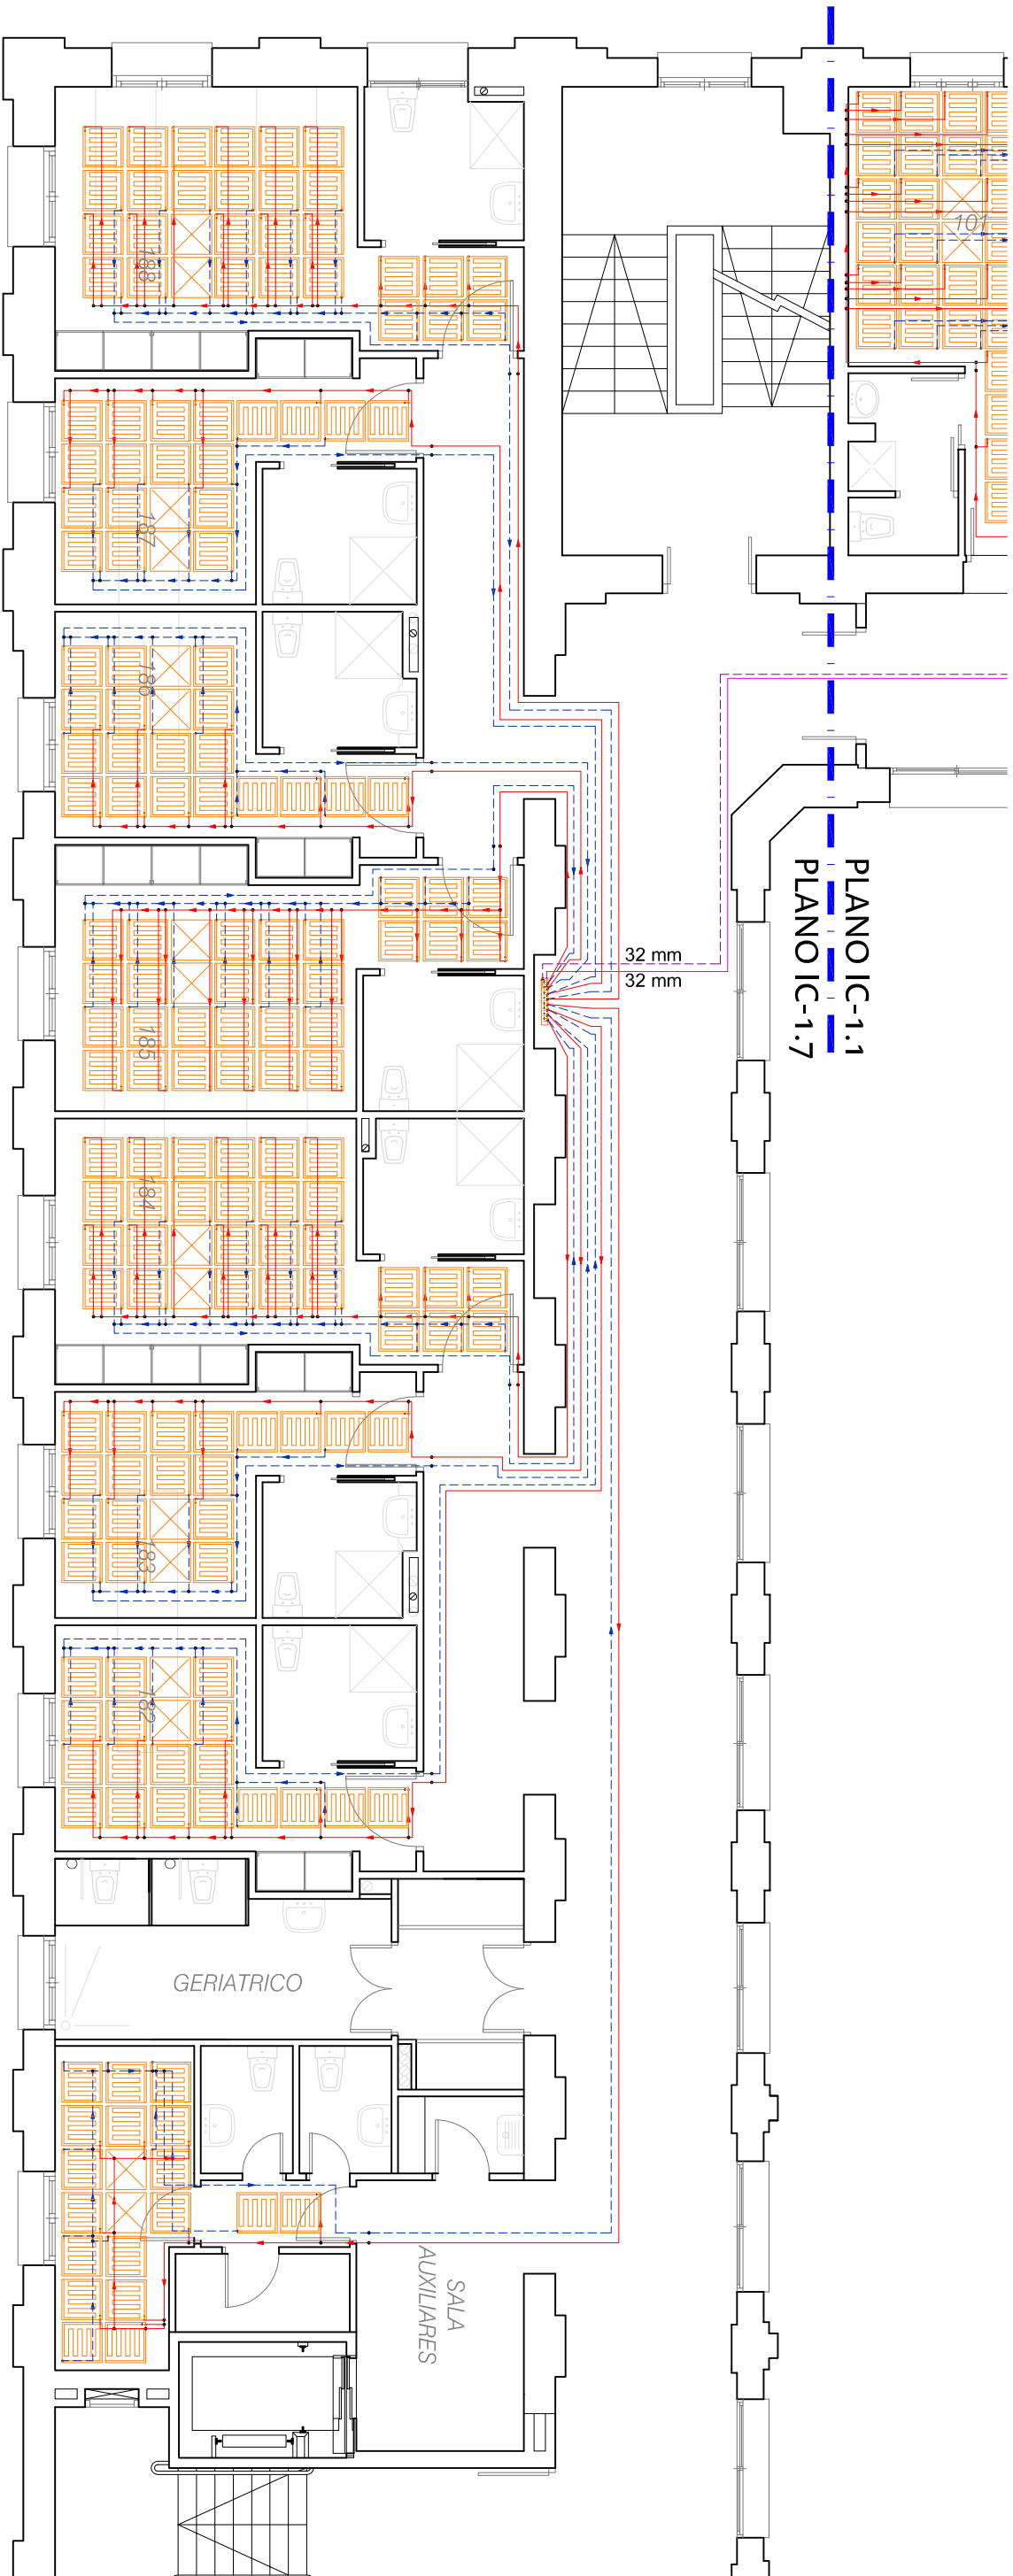 101
188
187
186
PLANO IC-1.1
PLANO IC-1.7
32 mm
32 mm
185
184
183
182
GERIATRICO
SALA
AUXILIARES